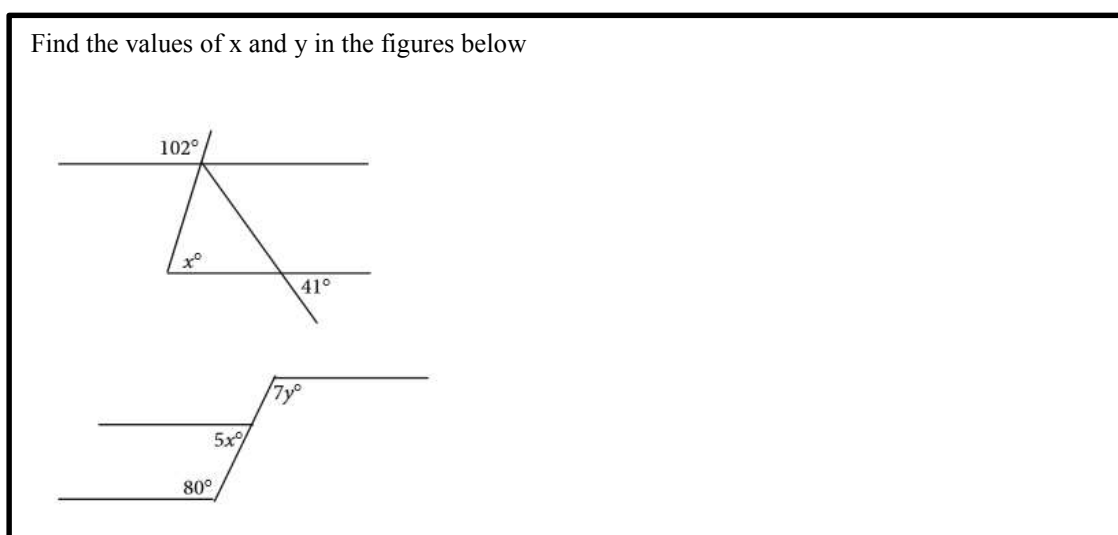 Find the values of x and y in the figures below
102°
x°
41°
7y°
5x°
80°